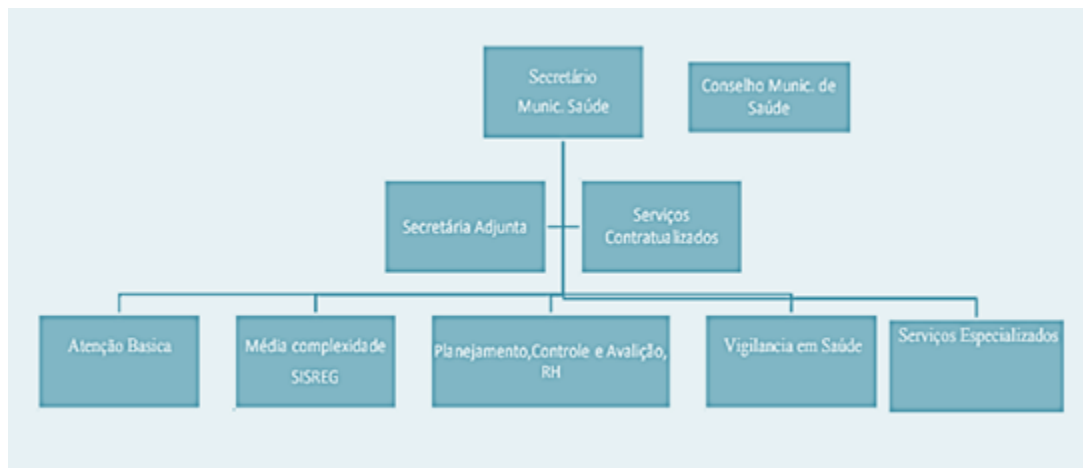 Secretário
Munic. Saúde
Conselho Munic. de
Saúde
Secretária Adjunta
Serviços
Contratualizados
Atenção Basica
Média complexidade
SISREG
Planejamento,Controle e Avalição,
RH
Vigilancia em Saúde
Serviços Especializados